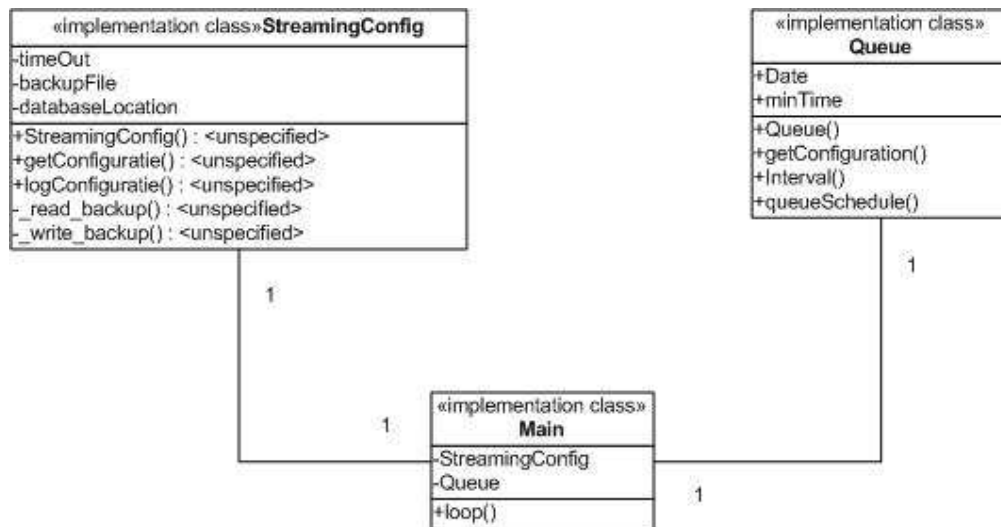 «implementation class»StreamingConfig
-timeOut
-backupFile
-databaseLocation
+StreamingConfig() : <unspecified>
+getConfiguratie() : <unspecified>
+logConfiguratie() : <unspecified>
-_read_backup() : <unspecified>
-_write_backup() : <unspecified>
«implementation class»
Queue
+Date
+minTime
+Queue()
+getConfiguration()
+Interval()
+queueSchedule()
1
1
1
«implementation class»
Main
-StreamingConfig
-Queue
+loop()
1